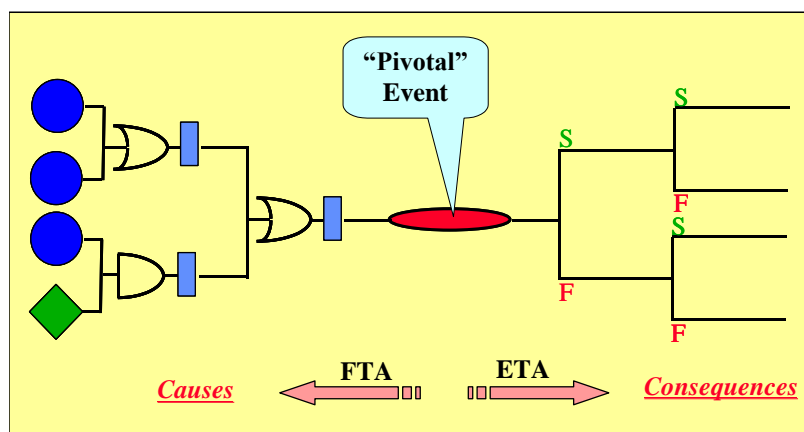 “Pivotal”
Event
S
S
F
S
F
F
FTA
ETA
Causes
Consequences